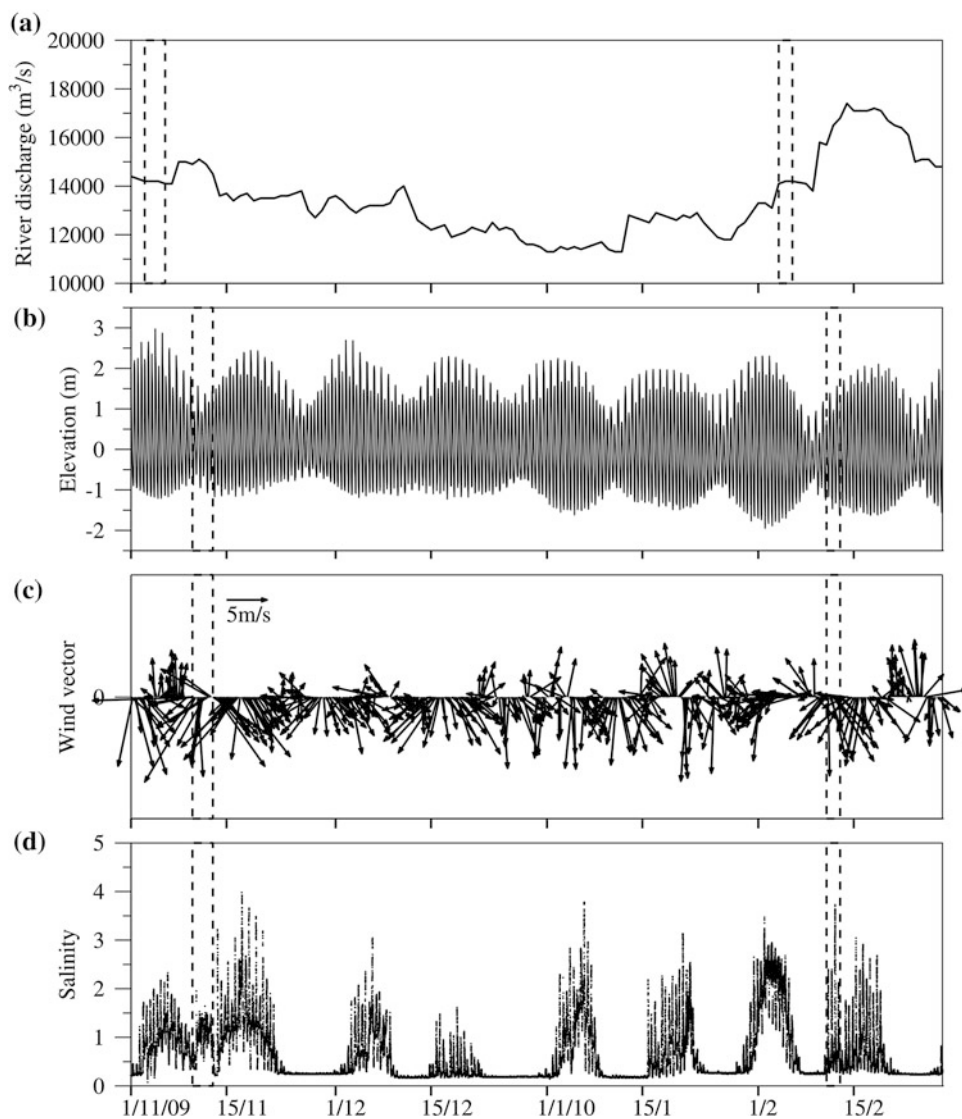 (a)
River discharge (m³/s)
20000
18000
16000
14000
12000
10000
(b)
Elevation (m)
3
2
1
0
-1
-2
(c)
Wind vector
0
5m/s
(d)
Salinity
5
4
3
2
1
0
1/11/09 15/11 1/12 15/12 1/1/10 15/1 1/2 15/2